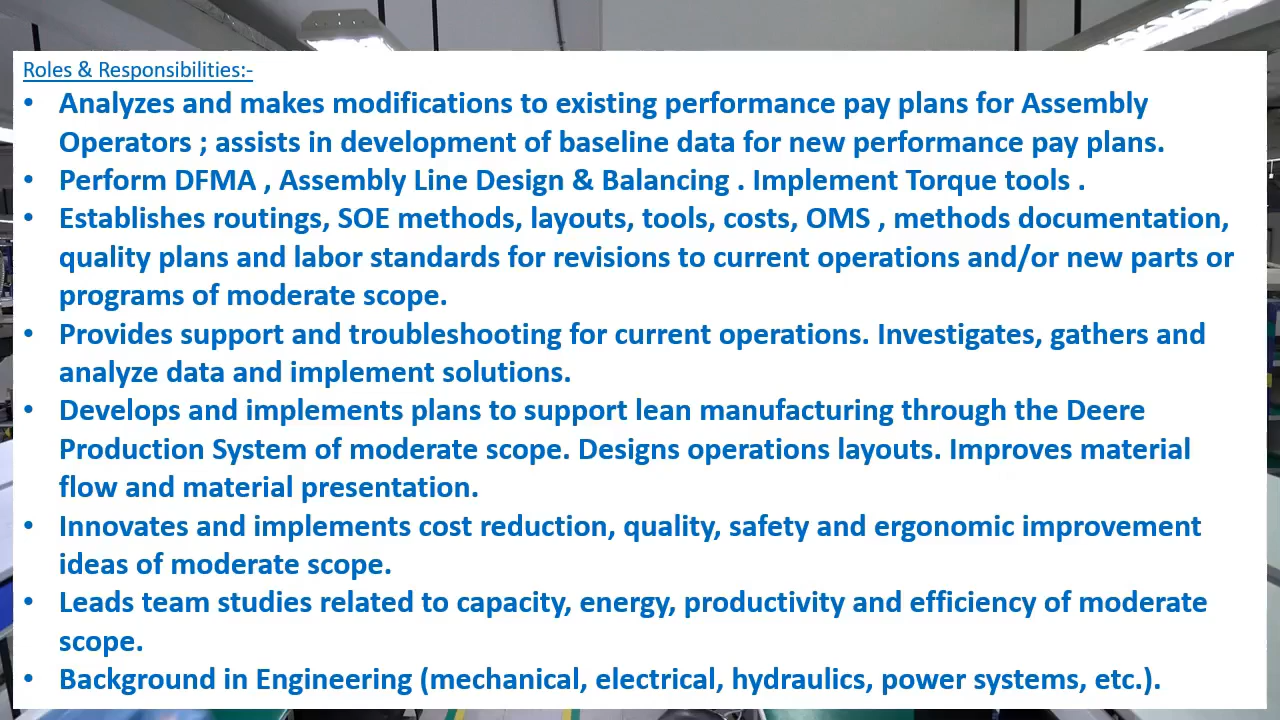 Roles & Responsibilities:-
• Analyzes and makes modifications to existing performance pay plans for Assembly
Operators ; assists in development of baseline data for new performance pay plans.
• Perform DFMA , Assembly Line Design & Balancing . Implement Torque tools .
• Establishes routings, SOE methods, layouts, tools, costs, OMS , methods documentation,
quality plans and labor standards for revisions to current operations and/or new parts or
programs of moderate scope.
• Provides support and troubleshooting for current operations. Investigates, gathers and
analyze data and implement solutions.
• Develops and implements plans to support lean manufacturing through the Deere
Production System of moderate scope. Designs operations layouts. Improves material
flow and material presentation.
• Innovates and implements cost reduction, quality, safety and ergonomic improvement
ideas of moderate scope.
• Leads team studies related to capacity, energy, productivity and efficiency of moderate
scope.
• Background in Engineering (mechanical, electrical, hydraulics, power systems, etc.).